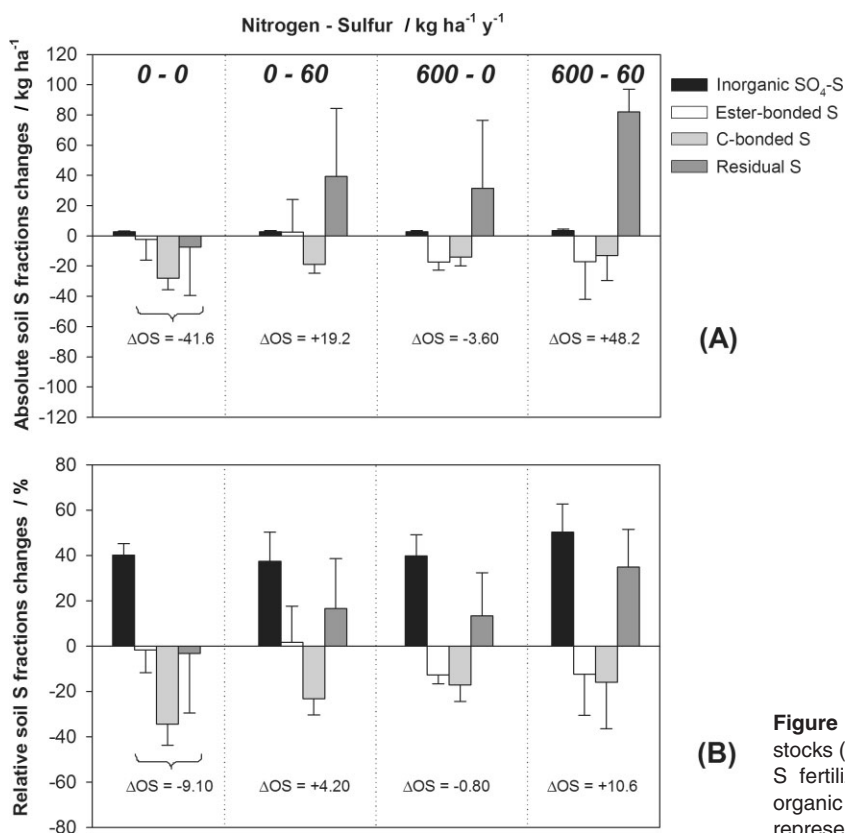 Nitrogen - Sulfur / kg ha⁻¹ y⁻¹
0 - 0 0 - 60 600 - 0 600 - 60
Absolute soil S fractions changes / kg ha⁻¹
120
100
80
60
40
20
0
-20
-40
-60
-80
-100
-120
Inorganic SO₄-S
Ester-bonded S
C-bonded S
Residual S
ΔOS = -41.6 ΔOS = +19.2 ΔOS = -3.60 ΔOS = +48.2
(A)
Relative soil S fractions changes / %
80
60
40
20
0
-20
-40
-60
-80
ΔOS = -9.10 ΔOS = +4.20 ΔOS = -0.80 ΔOS = +10.6
(B)
Figure
stocks (
S fertili
organic
represe